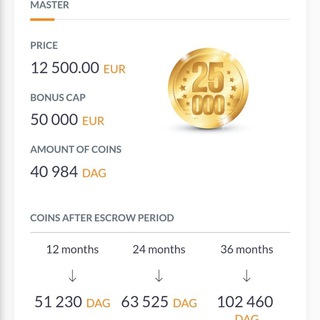 MASTER
PRICE
12 500.00 EUR
BONUS CAP
50 000 EUR
25
000
AMOUNT OF COINS
40 984 DAG
COINS AFTER ESCROW PERIOD
12 months 24 months 36 months
↓ ↓ ↓
51 230 DAG 63 525 DAG 102 460
DAG